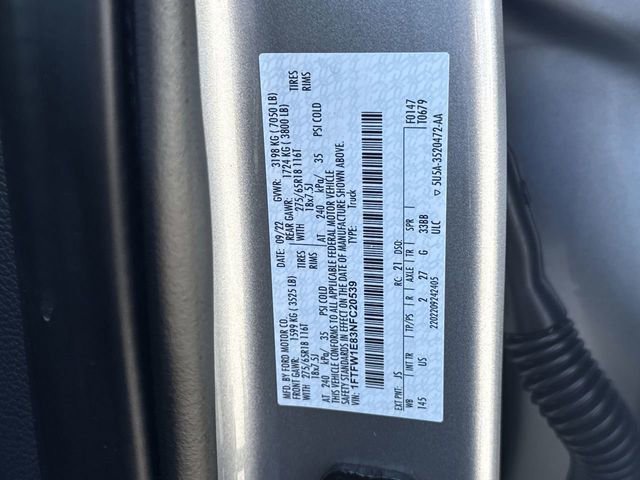 MFD. BY FORD MOTOR CO.
DATE: 09/22 GVWR: 3198 KG ( 7050 LB)
FRONT GAWR: 1599 KG ( 3525 LB) REAR GAWR: 1724 KG ( 3800 LB)
WITH 275/65R18 116T TIRES WITH 275/65R18 116T TIRES
18x7.5J RIMS 18x7.5J RIMS
AT 240 kPa/ 35 PSI COLD AT 240 kPa/ 35 PSI COLD
THIS VEHICLE CONFORMS TO ALL APPLICABLE FEDERAL MOTOR VEHICLE
SAFETY STANDARDS IN EFFECT ON THE DATE OF MANUFACTURE SHOWN ABOVE.
VIN: 1FTFW1E83NFC20539 TYPE: Truck
F0147
T0679
EXT PNT: JS RC: 21 DSO:
WB INT TR TP/PS R AXLE TR SPR
145 US 2 27 G 33BB
ULC
2202209242405 ▽ 5U5A-3520472-AA